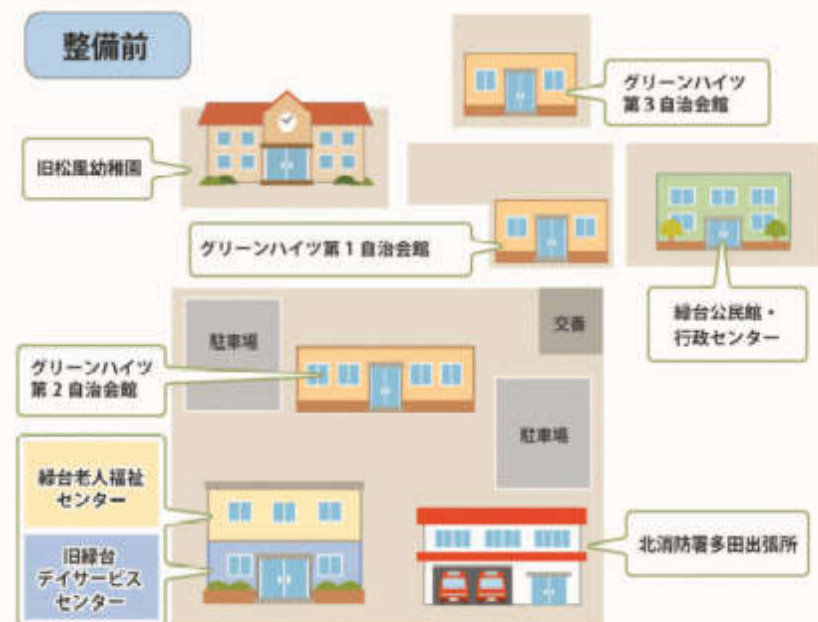 整備前
グリーンハイツ
第3自治会館
旧松風幼稚園
グリーンハイツ第1自治会館
緑台公民館・
行政センター
駐車場
交番
グリーンハイツ
第2自治会館
駐車場
緑台老人福祉
センター
旧緑台
デイサービス
センター
北消防署多田出張所